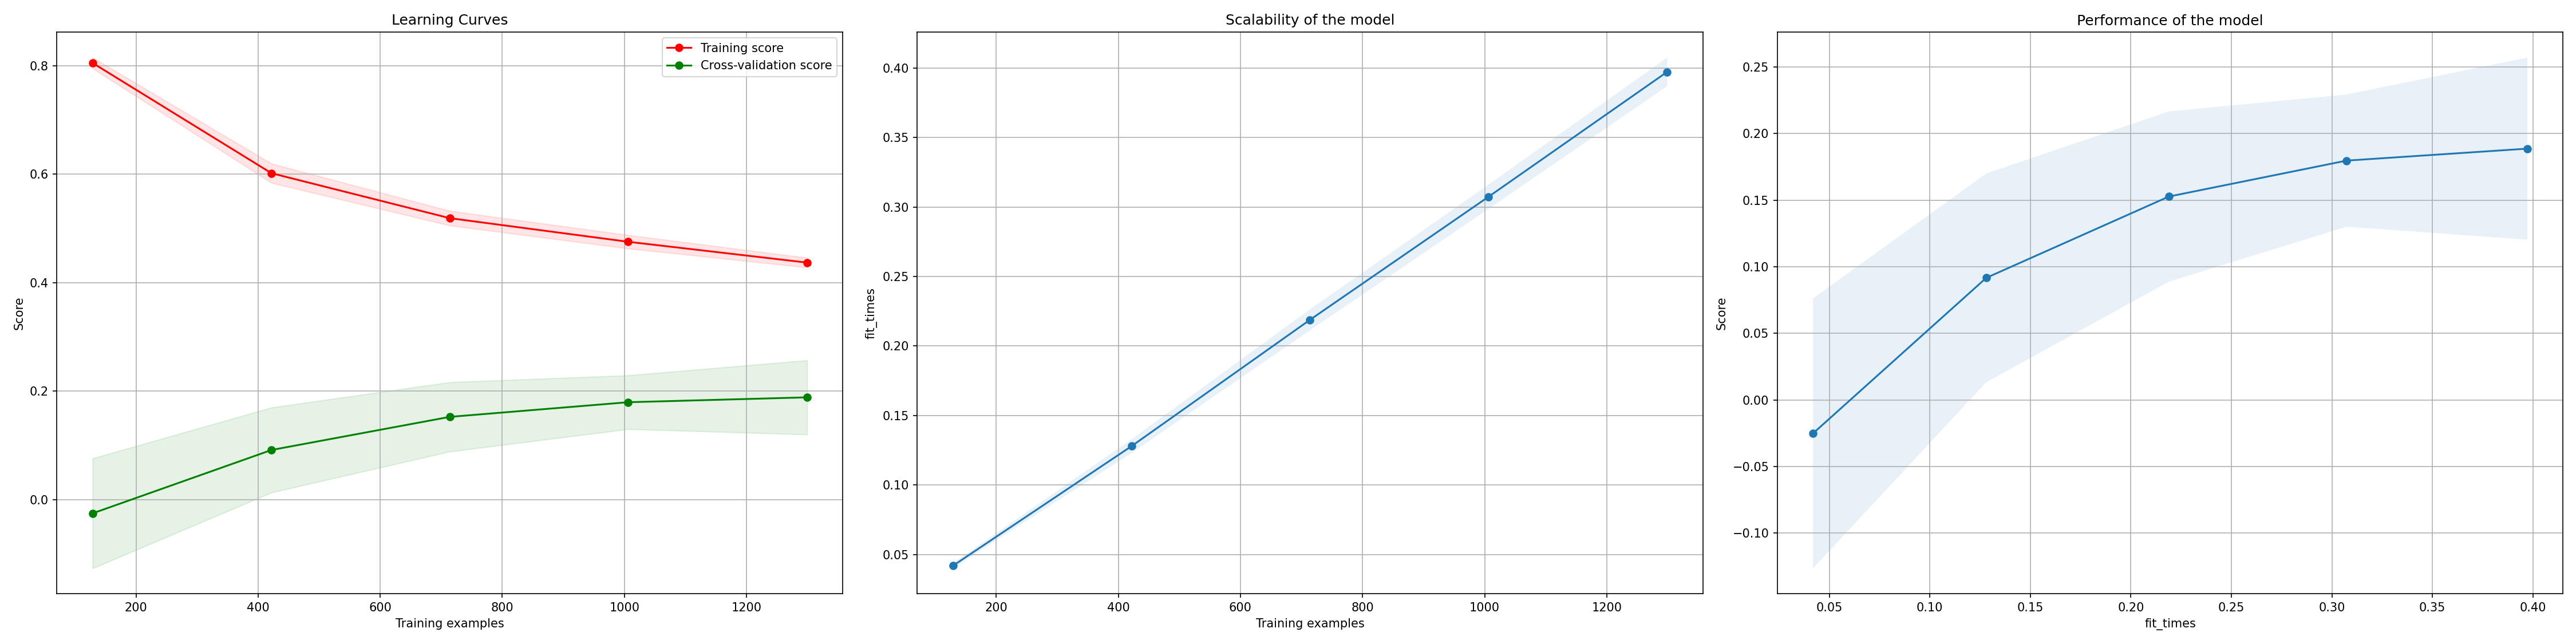 Learning Curves
Training score
Cross-validation score
0.8
0.6
0.4
0.2
0.0
Score
200 400 600 800 1000 1200
Training examples
Scalability of the model
0.40
0.35
0.30
0.25
0.20
0.15
0.10
0.05
fit_times
200 400 600 800 1000 1200
Training examples
Performance of the model
0.25
0.20
0.15
0.10
0.05
0.00
−0.05
−0.10
Score
0.05 0.10 0.15 0.20 0.25 0.30 0.35 0.40
fit_times